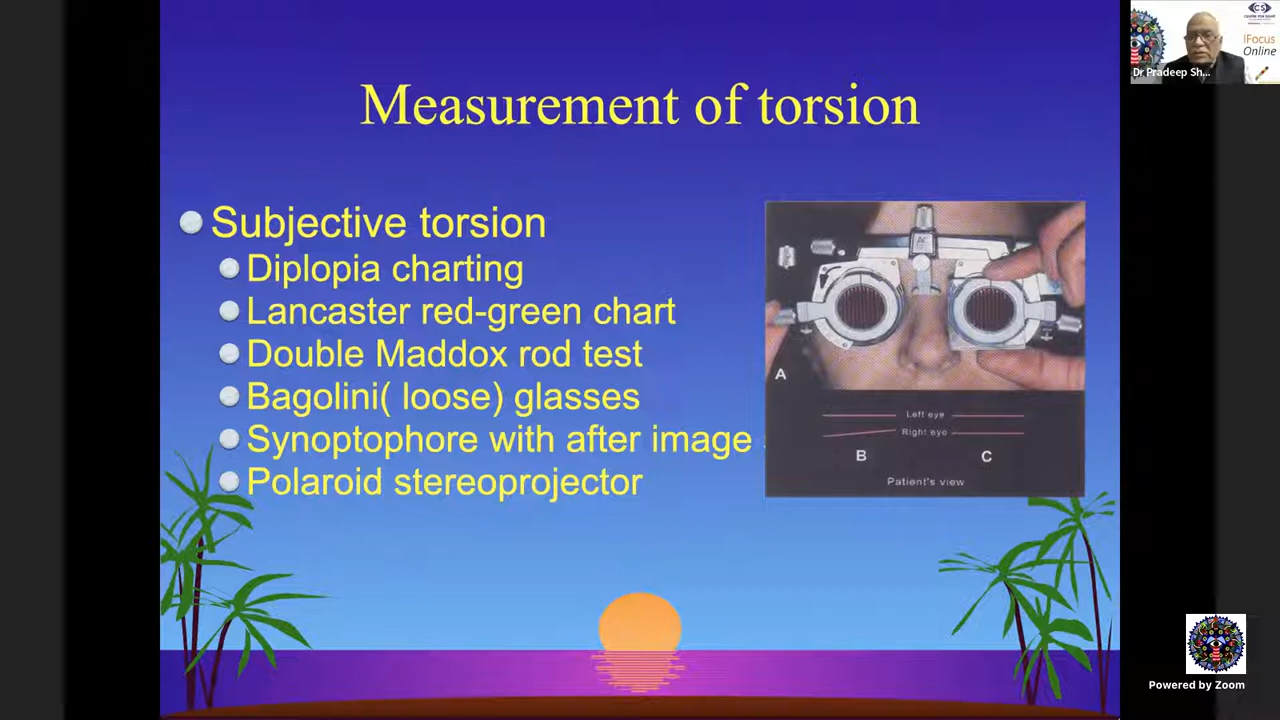 Measurement of torsion
Subjective torsion
Diplopia charting
Lancaster red-green chart
Double Maddox rod test
Bagolini( loose) glasses
Synoptophore with after image
Polaroid stereoprojector
A
Left eye
Right eye
B C
Patient's view
CS
iFocus
Online
Dr Pradeep Sh...
Powered by Zoom